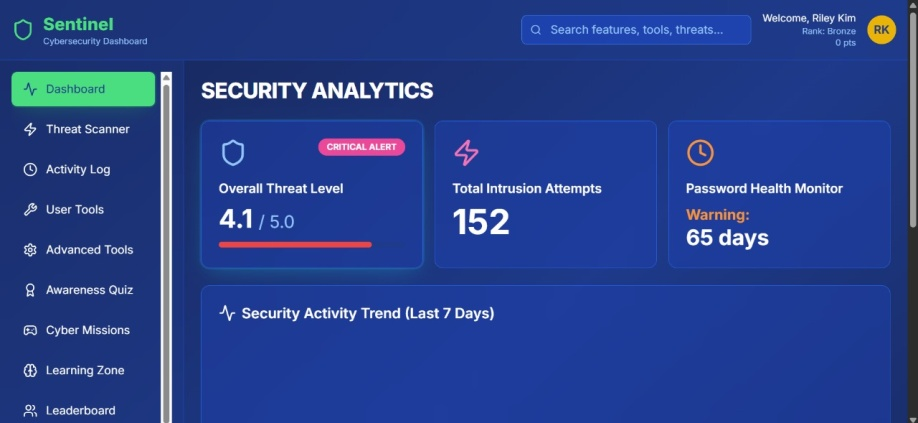 Sentinel
Cybersecurity Dashboard
Search features, tools, threats...
Welcome, Riley Kim
Rank: Bronze
0 pts
RK
Dashboard
Threat Scanner
Activity Log
User Tools
Advanced Tools
Awareness Quiz
Cyber Missions
Learning Zone
Leaderboard
SECURITY ANALYTICS
CRITICAL ALERT
Overall Threat Level
4.1 / 5.0
Total Intrusion Attempts
152
Password Health Monitor
Warning:
65 days
Security Activity Trend (Last 7 Days)